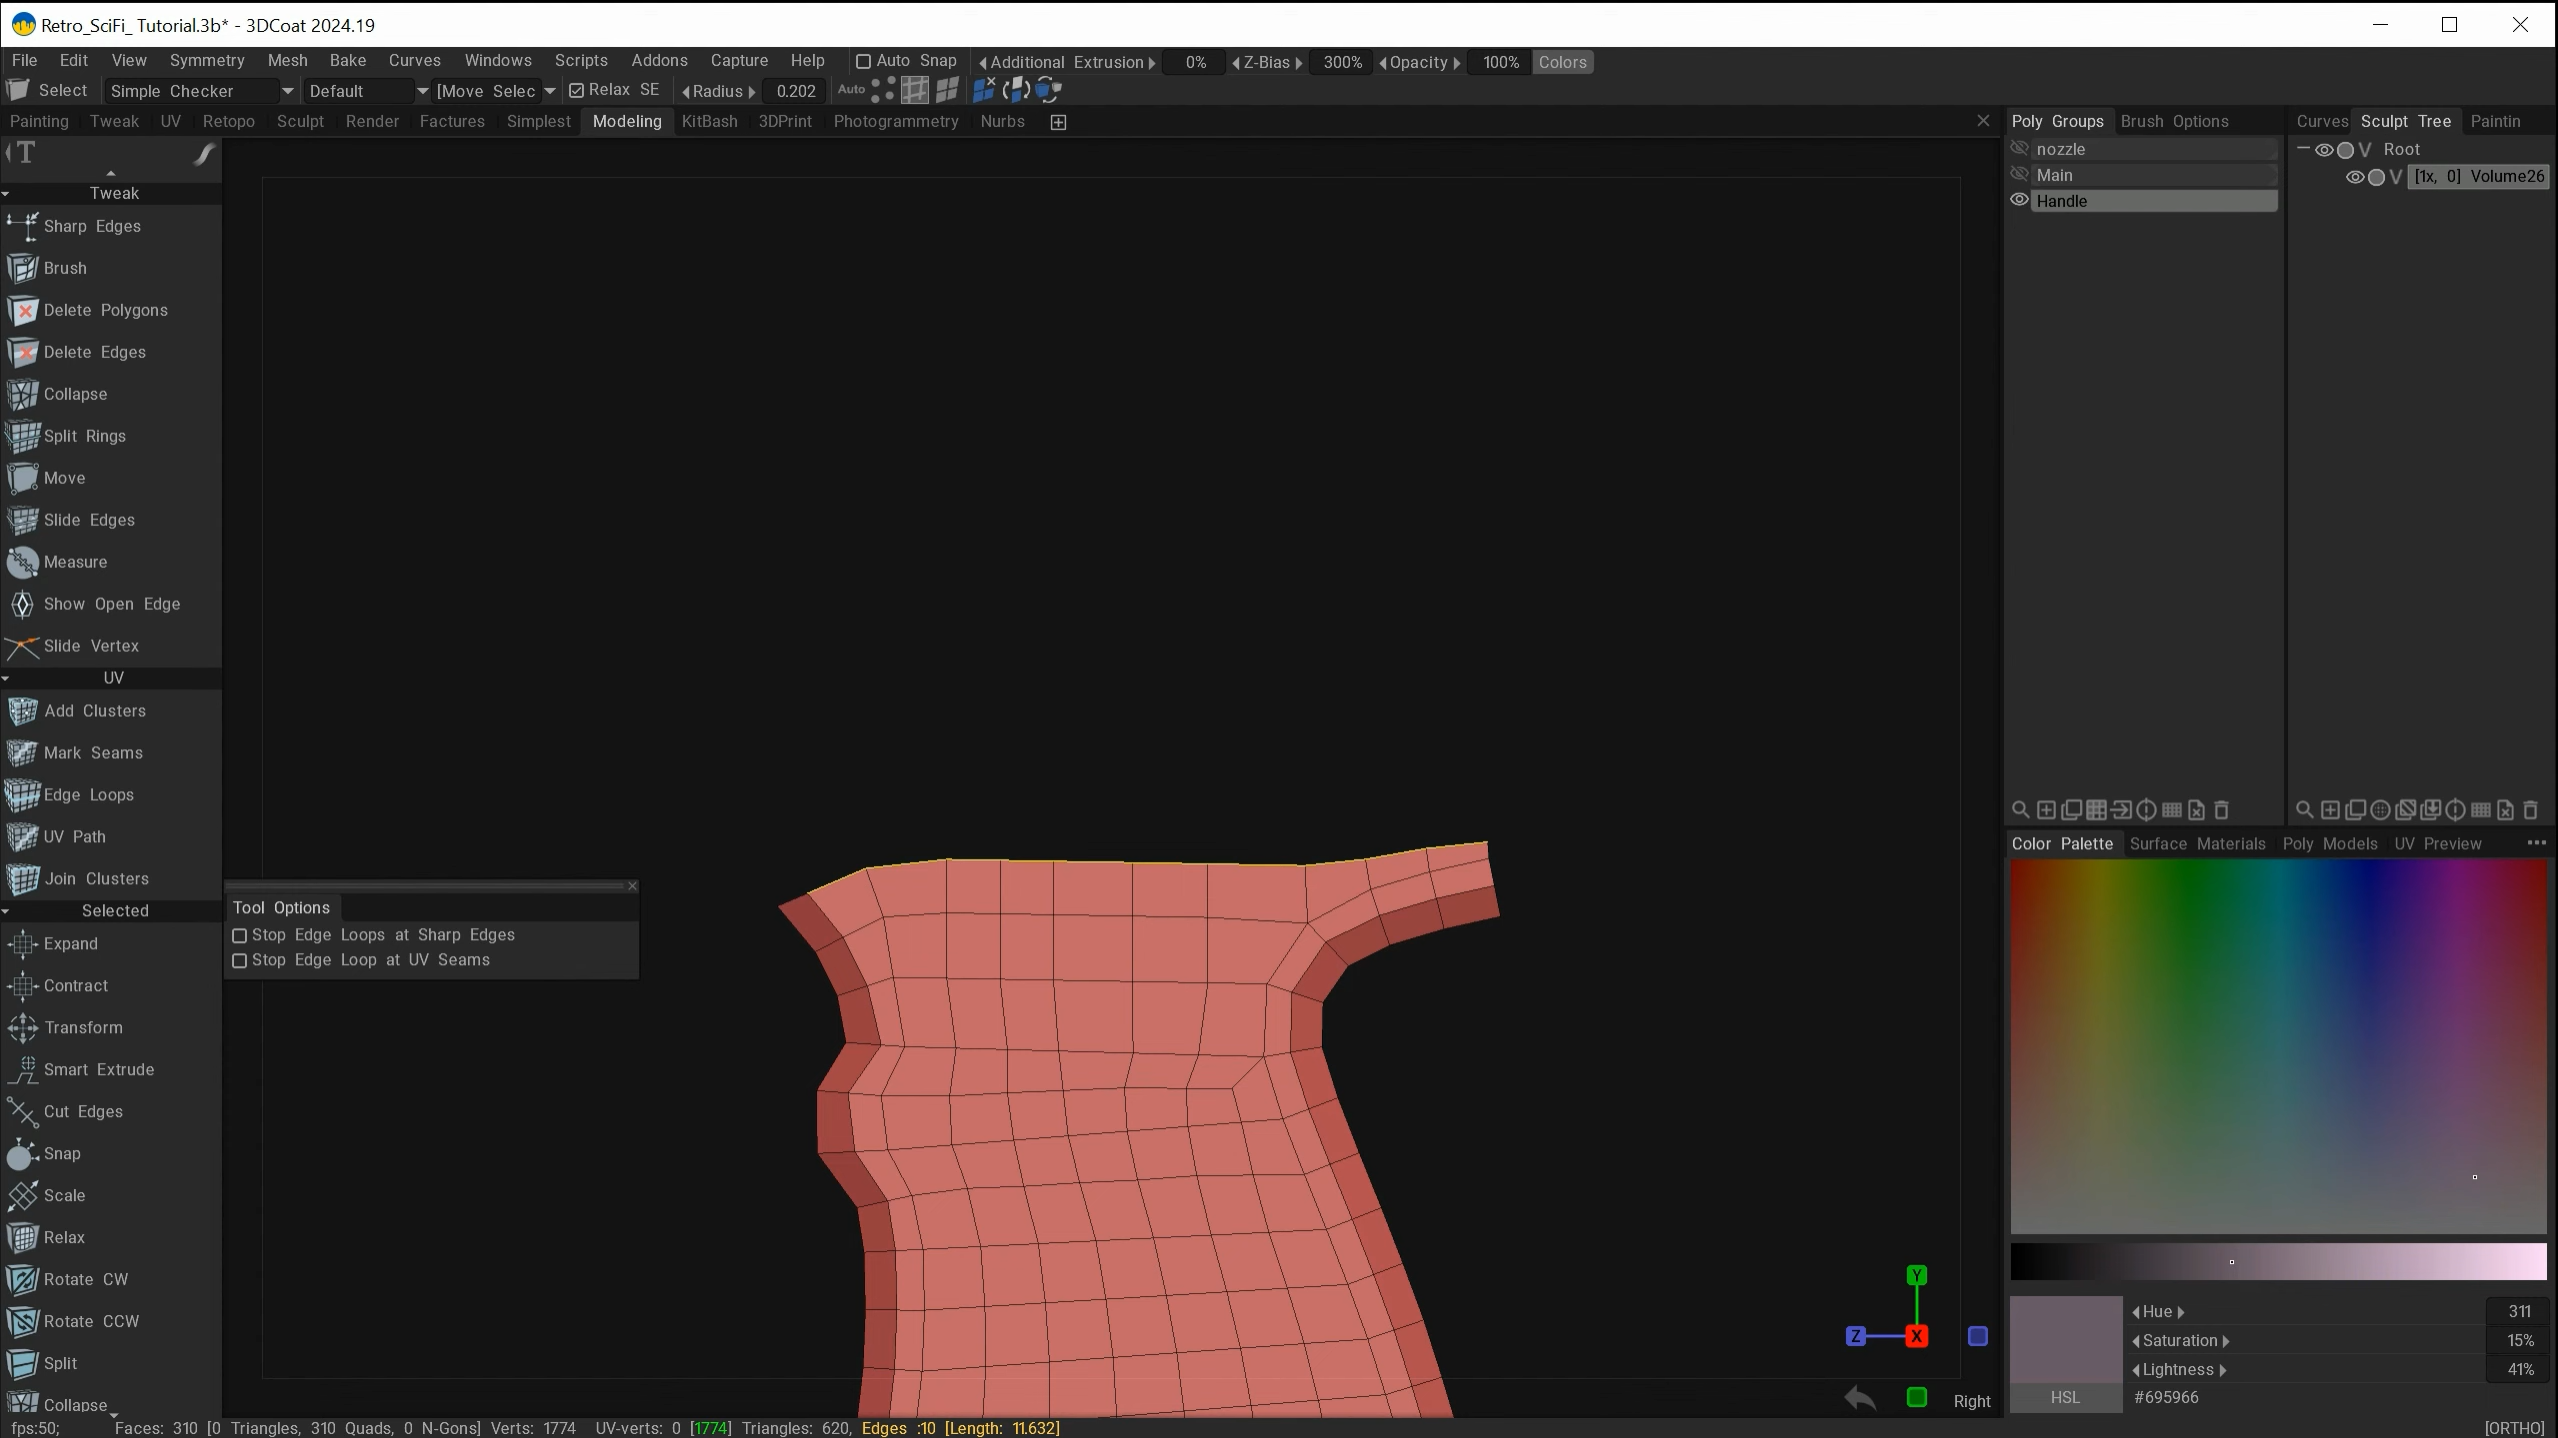 Retro_SciFi_ Tutorial.3b* - 3DCoat 2024.19
File Edit View Symmetry Mesh Bake Curves Windows Scripts Addons Capture Help Auto Snap Additional Extrusion 0% Z-Bias 300% Opacity 100% Colors
Select Simple Checker Default [Move Selec Relax SE Radius 0.202 Auto
Painting Tweak UV Retopo Sculpt Render Factures Simplest Modeling KitBash 3DPrint Photogrammetry Nurbs
T
Tweak
Sharp Edges
Brush
Delete Polygons
Delete Edges
Collapse
Split Rings
Move
Slide Edges
Measure
Show Open Edge
Slide Vertex
UV
Add Clusters
Mark Seams
Edge Loops
UV Path
Join Clusters
Selected
Expand
Contract
Transform
Smart Extrude
Cut Edges
Snap
Scale
Relax
Rotate CW
Rotate CCW
Split
Collapse
Tool Options
Stop Edge Loops at Sharp Edges
Stop Edge Loop at UV Seams
Y
Z X
Right
Poly Groups Brush Options
nozzle
Main
Handle
Curves Sculpt Tree Paintin
V Root
V [1x, 0] Volume26
Color Palette Surface Materials Poly Models UV Preview
Hue 311
Saturation 15%
Lightness 41%
HSL #695966
fps:50; Faces: 310 [0 Triangles, 310 Quads, 0 N-Gons] Verts: 1774 UV-verts: 0 [1774] Triangles: 620, Edges :10 [Length: 11.632] [ORTHO]